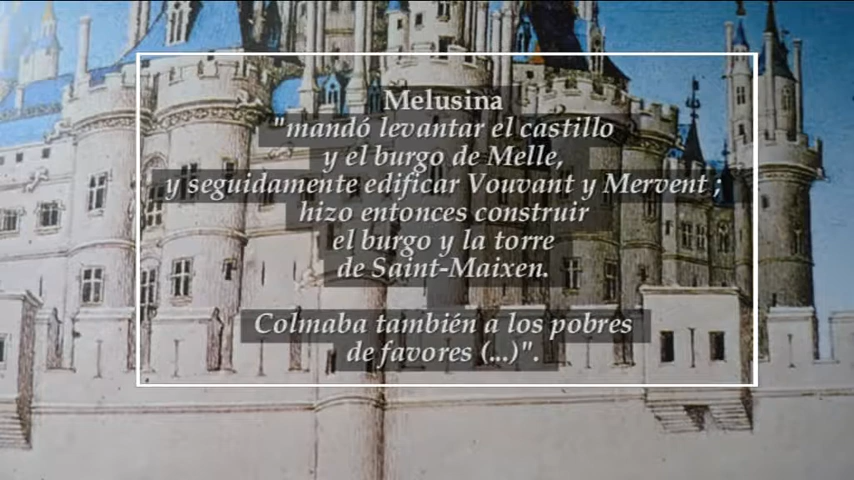 Melusina
"mandó levantar el castillo
y el burgo de Melle,
y seguidamente edificar Vouvant y Mervent ;
hizo entonces construir
el burgo y la torre
de Saint-Maixen.
Colmaba también a los pobres
de favores (...)".